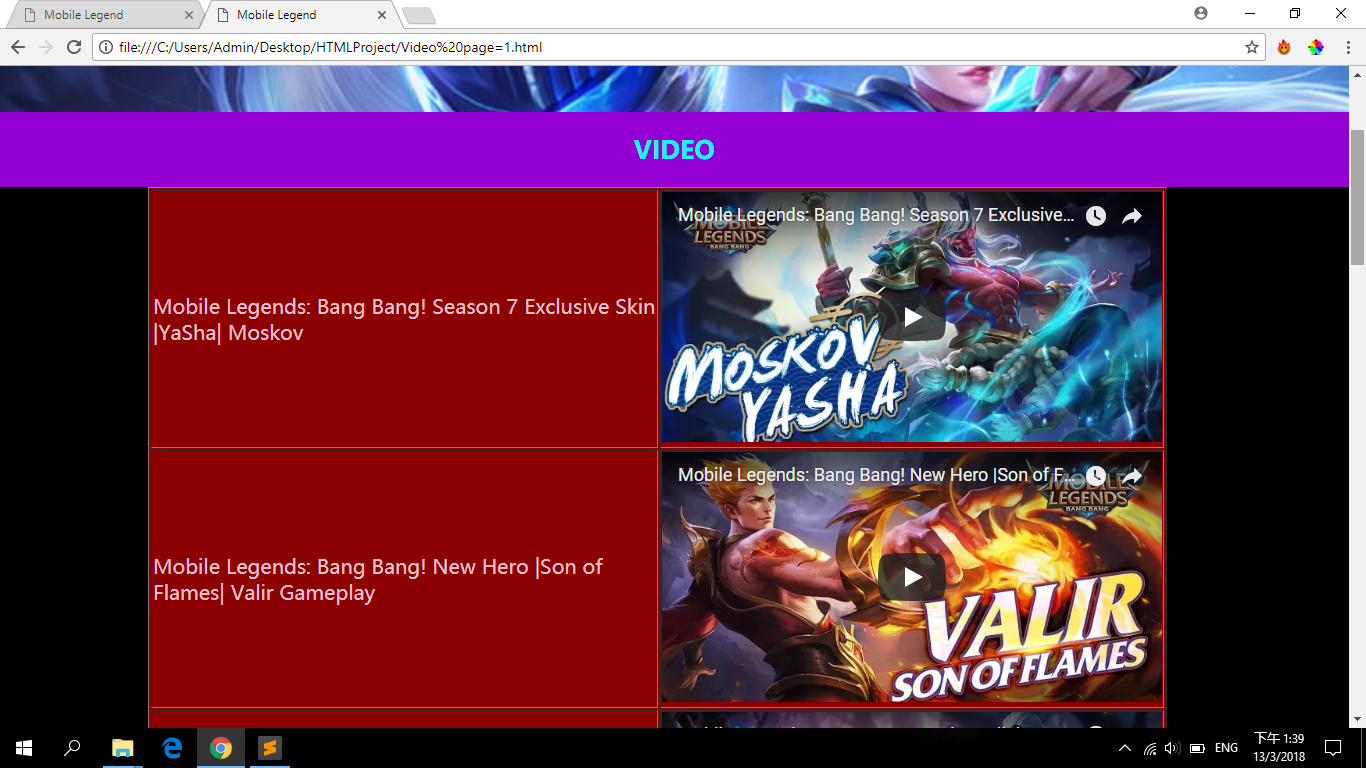 Mobile Legend
Mobile Legend
file:///C:/Users/Admin/Desktop/HTMLProject/Video%20page=1.html
VIDEO
Mobile Legends: Bang Bang! Season 7 Exclusive Skin
|YaSha| Moskov
Mobile Legends: Bang Bang! Season 7 Exclusive...
MOBILE
LEGENDS
BANG BANG
MOSKOV
YASHA
Mobile Legends: Bang Bang! New Hero |Son of
Flames| Valir Gameplay
Mobile Legends: Bang Bang! New Hero |Son of F...
MOBILE
LEGENDS
BANG BANG
VALIR
SON OF FLAMES
ENG
下午 1:39
13/3/2018